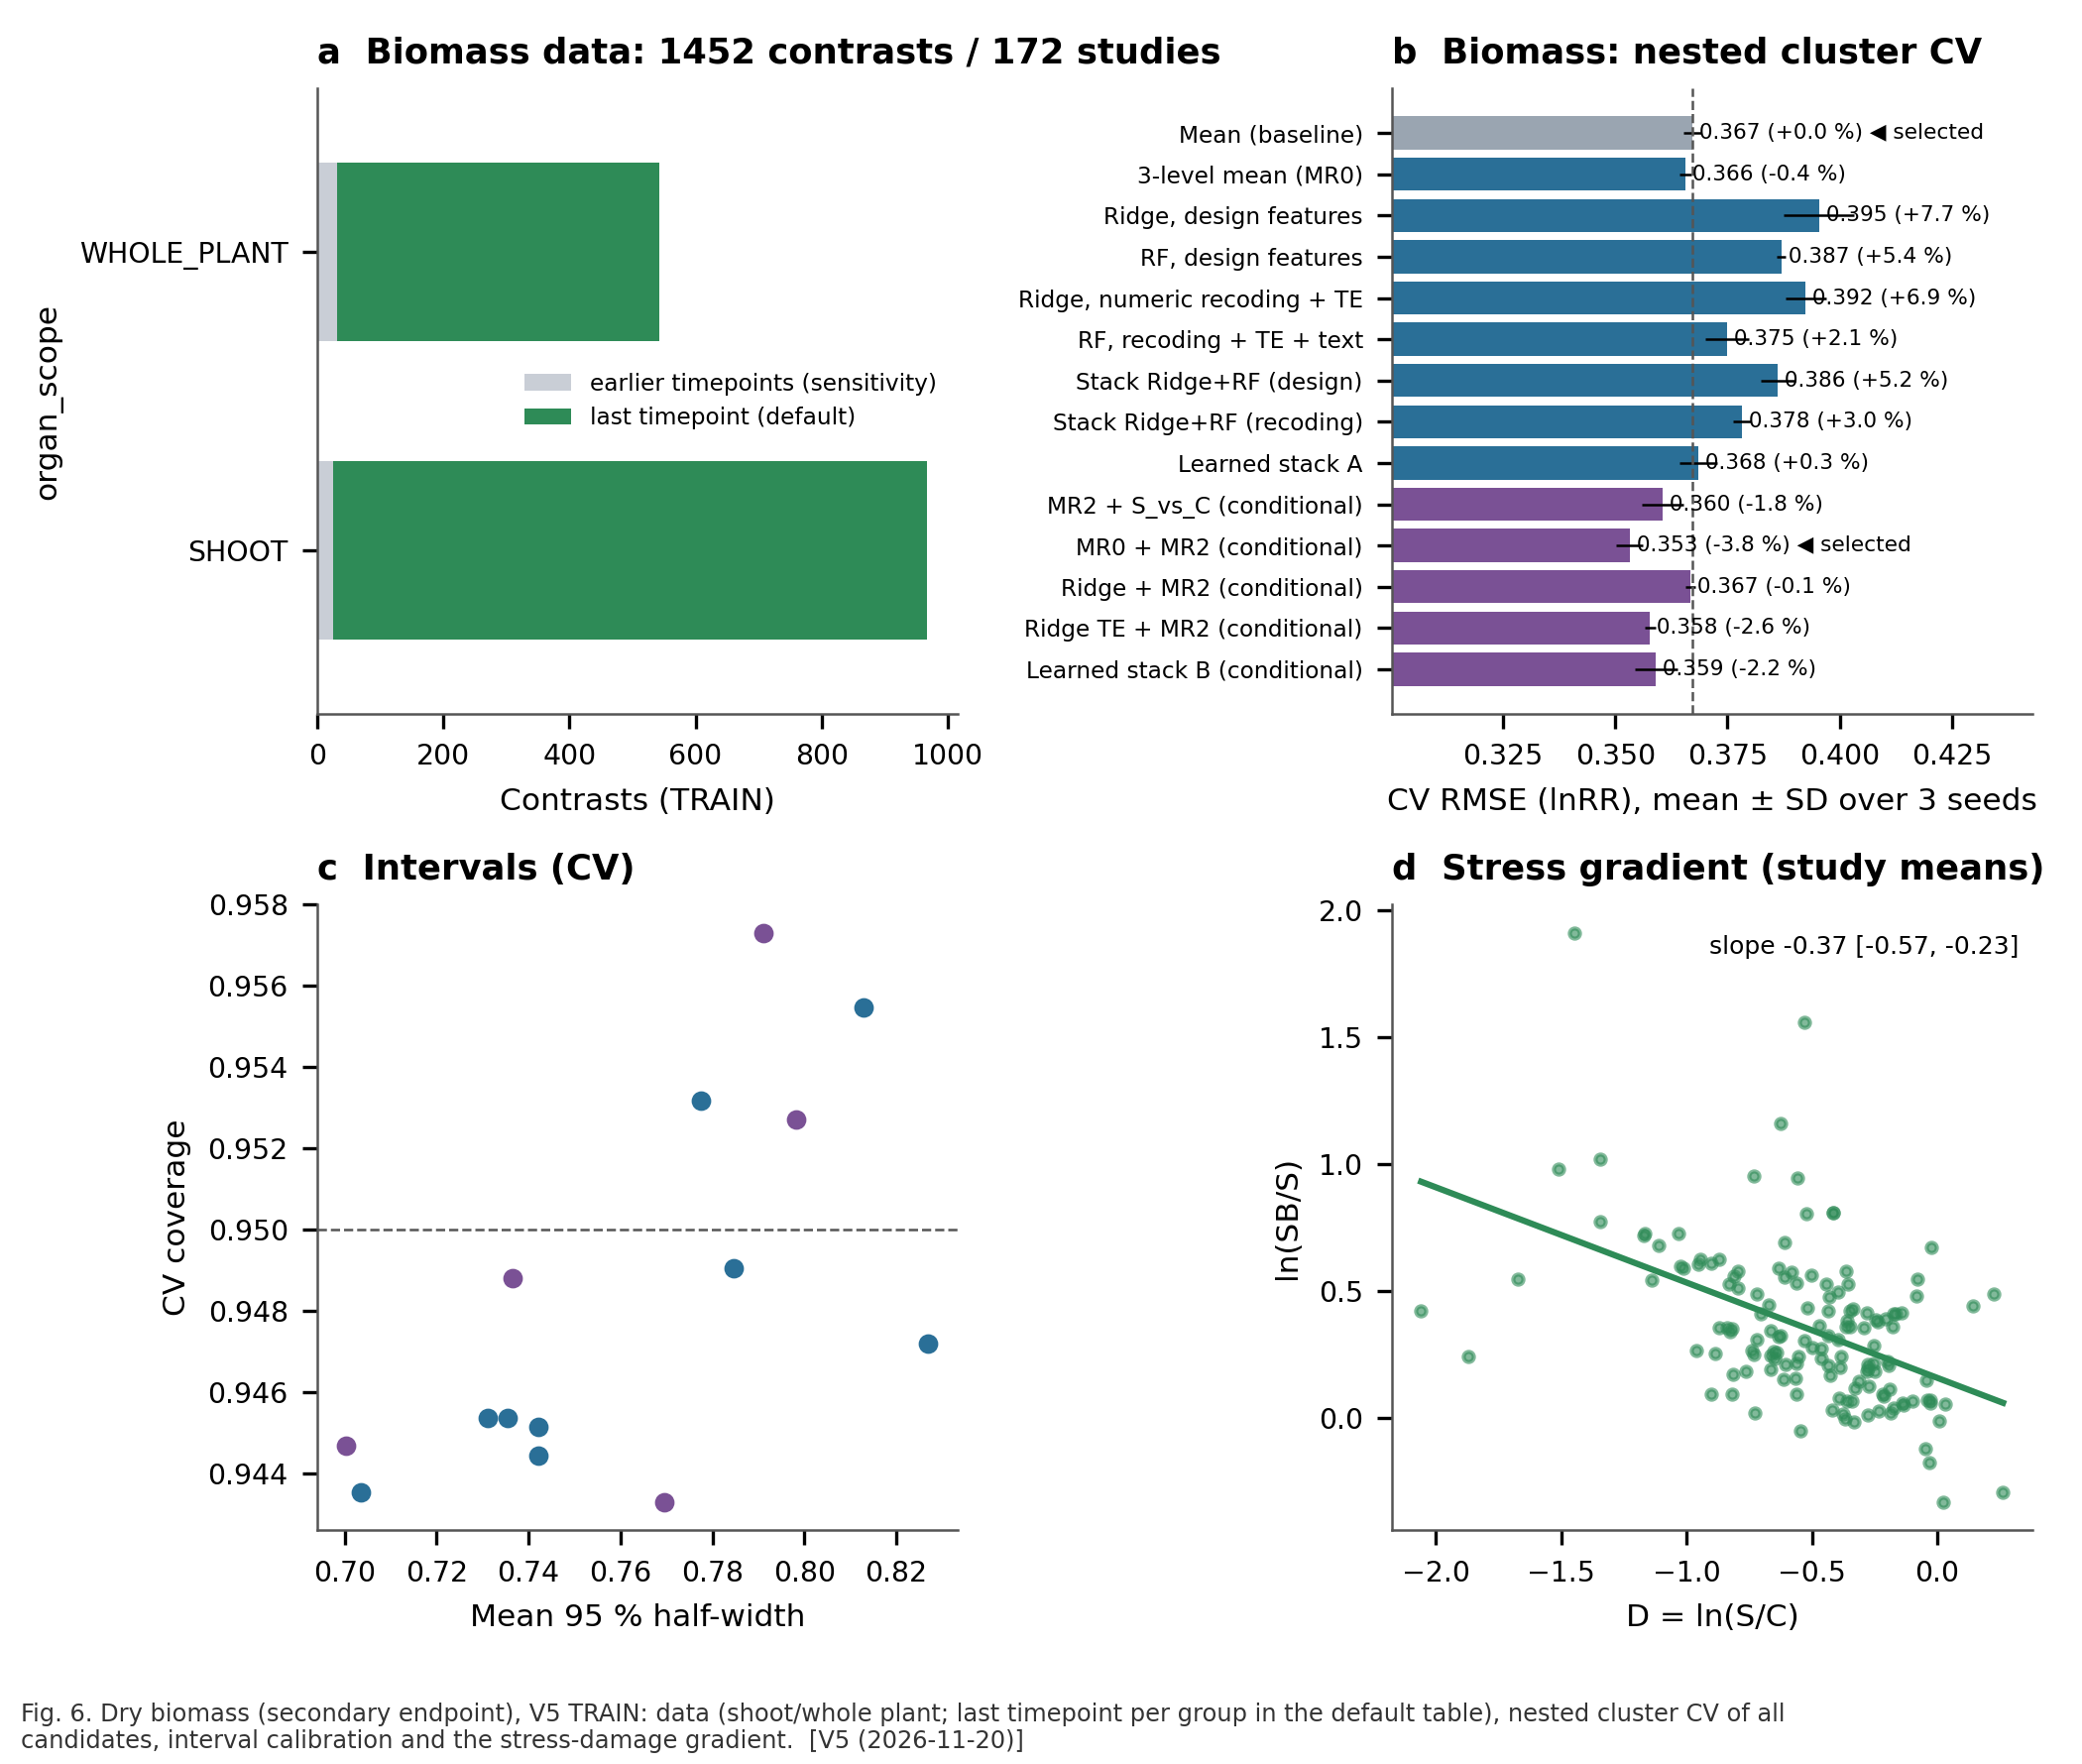 a  Biomass data: 1452 contrasts / 172 studies
WHOLE_PLANT
SHOOT
organ_scope
earlier timepoints (sensitivity)
last timepoint (default)
0 200 400 600 800 1000
Contrasts (TRAIN)
b  Biomass: nested cluster CV
Mean (baseline) 0.367 (+0.0 %) ◀ selected
3-level mean (MR0) 0.366 (-0.4 %)
Ridge, design features 0.395 (+7.7 %)
RF, design features 0.387 (+5.4 %)
Ridge, numeric recoding + TE 0.392 (+6.9 %)
RF, recoding + TE + text 0.375 (+2.1 %)
Stack Ridge+RF (design) 0.386 (+5.2 %)
Stack Ridge+RF (recoding) 0.378 (+3.0 %)
Learned stack A 0.368 (+0.3 %)
MR2 + S_vs_C (conditional) 0.360 (-1.8 %)
MR0 + MR2 (conditional) 0.353 (-3.8 %) ◀ selected
Ridge + MR2 (conditional) 0.367 (-0.1 %)
Ridge TE + MR2 (conditional) 0.358 (-2.6 %)
Learned stack B (conditional) 0.359 (-2.2 %)
0.325 0.350 0.375 0.400 0.425
CV RMSE (lnRR), mean ± SD over 3 seeds
c  Intervals (CV)
0.958
0.956
0.954
0.952
0.950
0.948
0.946
0.944
CV coverage
0.70 0.72 0.74 0.76 0.78 0.80 0.82
Mean 95 % half-width
d  Stress gradient (study means)
slope -0.37 [-0.57, -0.23]
2.0
1.5
1.0
0.5
0.0
ln(SB/S)
−2.0 −1.5 −1.0 −0.5 0.0
D = ln(S/C)
Fig. 6. Dry biomass (secondary endpoint), V5 TRAIN: data (shoot/whole plant; last timepoint per group in the default table), nested cluster CV of all
candidates, interval calibration and the stress-damage gradient.  [V5 (2026-11-20)]